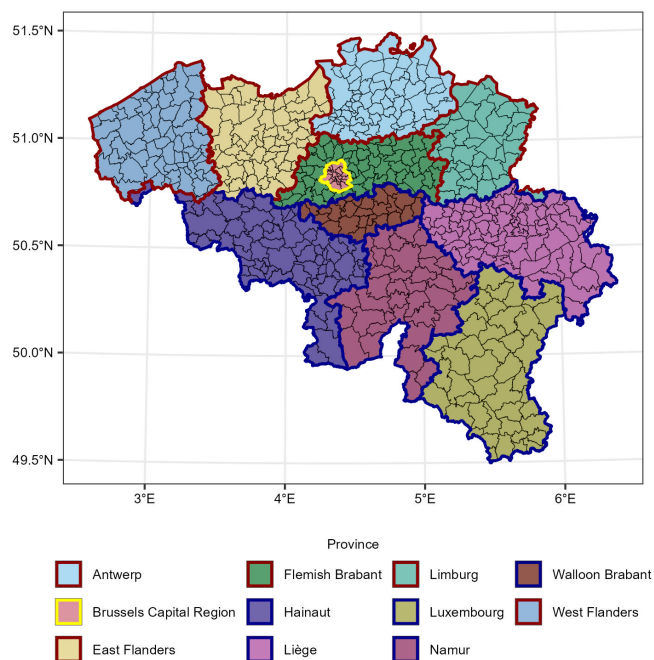 51.5°N
51.0°N
50.5°N
50.0°N
49.5°N
3°E 4°E 5°E 6°E
Province
Antwerp Flemish Brabant Limburg Walloon Brabant
Brussels Capital Region Hainaut Luxembourg West Flanders
East Flanders Liège Namur